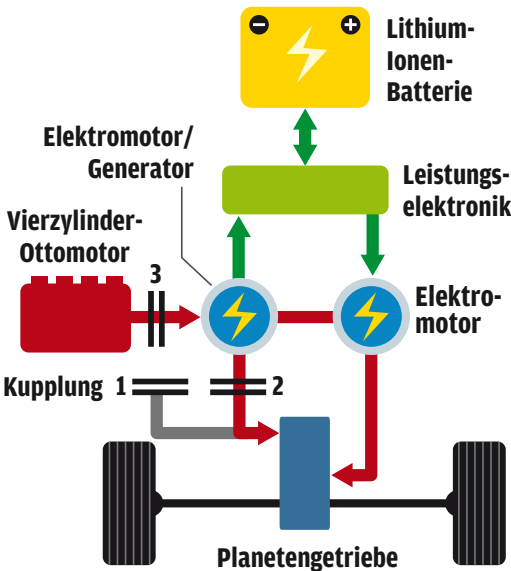 Lithium-
Ionen-
Batterie
Elektromotor/
Generator
Leistungs-
elektronik
Vierzylinder-
Ottomotor
3
Elektro-
motor
Kupplung 1
2
Planetengetriebe